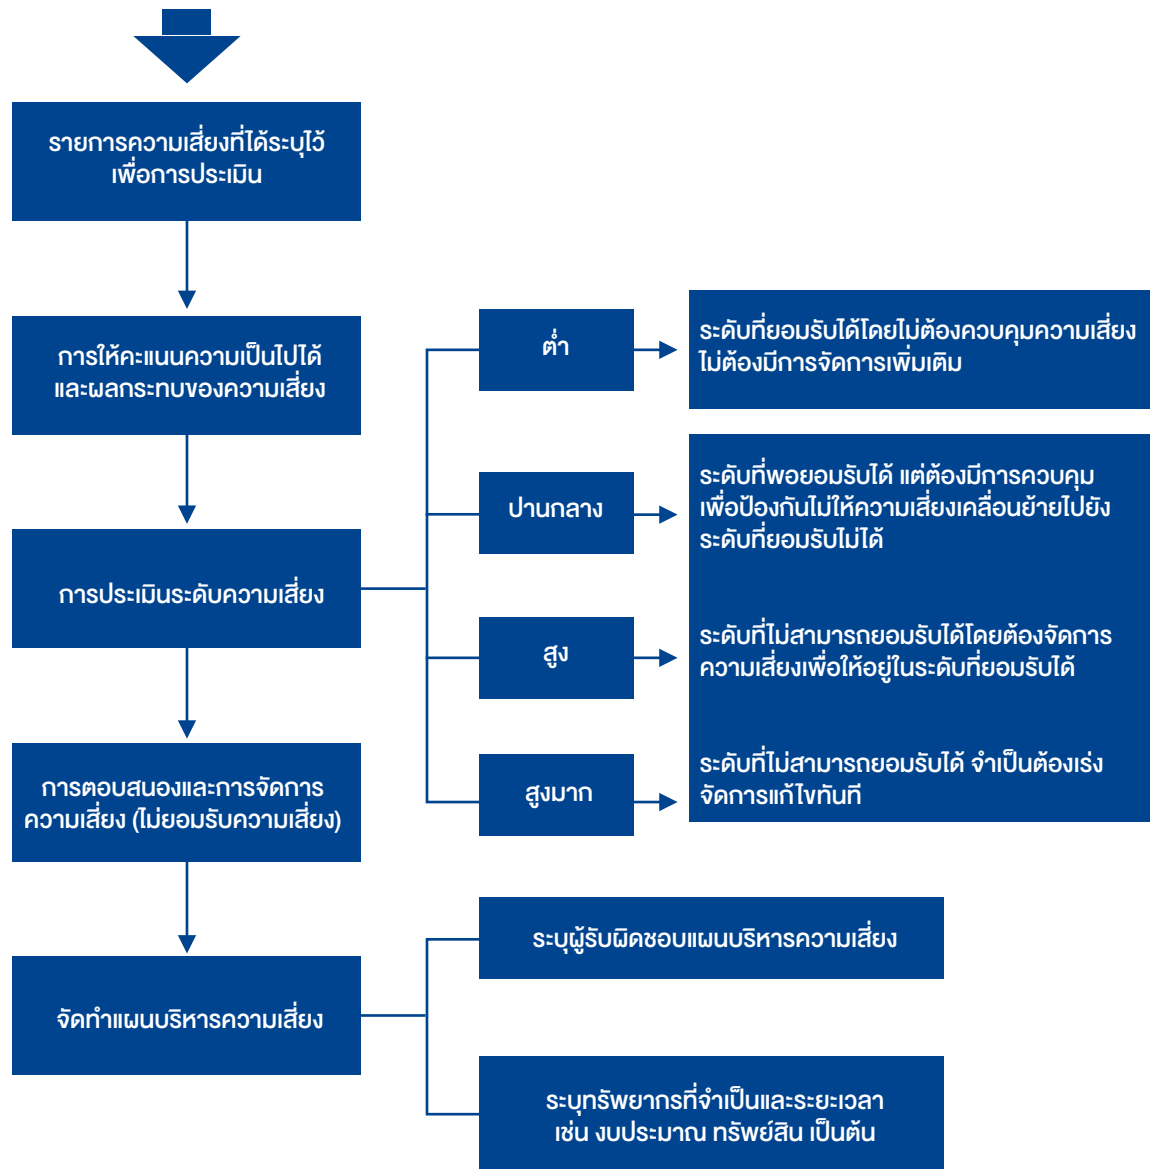 รายการความเสี่ยงที่ได้ระบุไว้
เพื่อการประเมิน
การให้คะแนนความเป็นไปได้
และผลกระทบของความเสี่ยง
การประเมินระดับความเสี่ยง
ต่ำ
ระดับที่ยอมรับได้โดยไม่ต้องควบคุมความเสี่ยง
ไม่ต้องมีการจัดการเพิ่มเติม
ปานกลาง
ระดับที่พอยอมรับได้ แต่ต้องมีการควบคุม
เพื่อป้องกันไม่ให้ความเสี่ยงเคลื่อนย้ายไปยัง
ระดับที่ยอมรับไม่ได้
สูง
ระดับที่ไม่สามารถยอมรับได้โดยต้องจัดการ
ความเสี่ยงเพื่อให้อยู่ในระดับที่ยอมรับได้
สูงมาก
ระดับที่ไม่สามารถยอมรับได้ จำเป็นต้องเร่ง
จัดการแก้ไขทันที
การตอบสนองและการจัดการ
ความเสี่ยง (ไม่ยอมรับความเสี่ยง)
จัดทำแผนบริหารความเสี่ยง
ระบุผู้รับผิดชอบแผนบริหารความเสี่ยง
ระบุทรัพยากรที่จำเป็นและระยะเวลา
เช่น งบประมาณ ทรัพย์สิน เป็นต้น